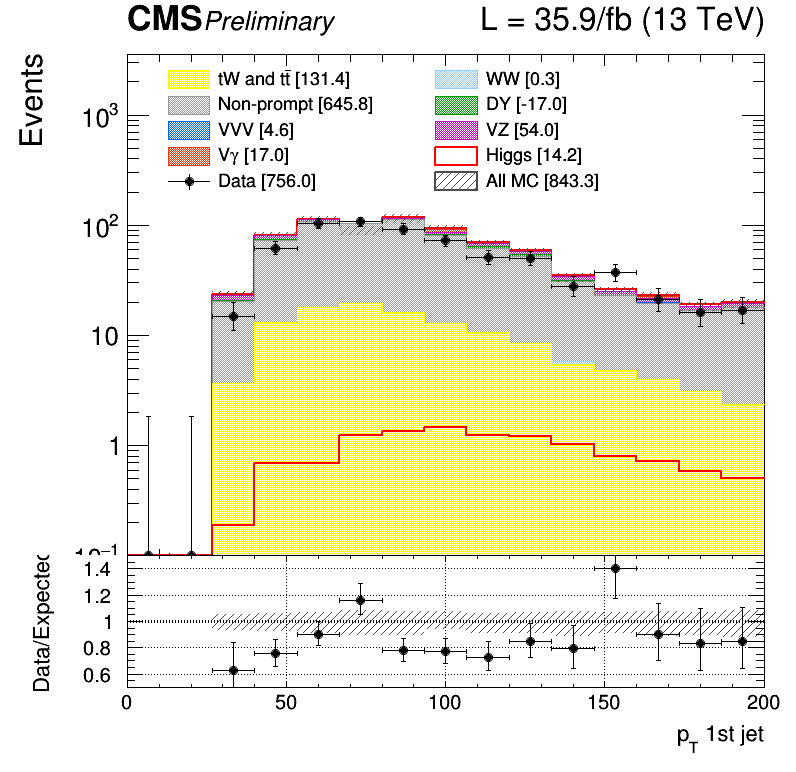 CMS Preliminary L = 35.9/fb (13 TeV)
Events
tW and tt̄ [131.4] WW [0.3]
Non-prompt [645.8] DY [-17.0]
VVV [4.6] VZ [54.0]
Vγ [17.0] Higgs [14.2]
Data [756.0] All MC [843.3]
10³
10²
10
1
10⁻¹
Data/Expected
1.4
1.2
1
0.8
0.6
0 50 100 150 200
p_T 1st jet